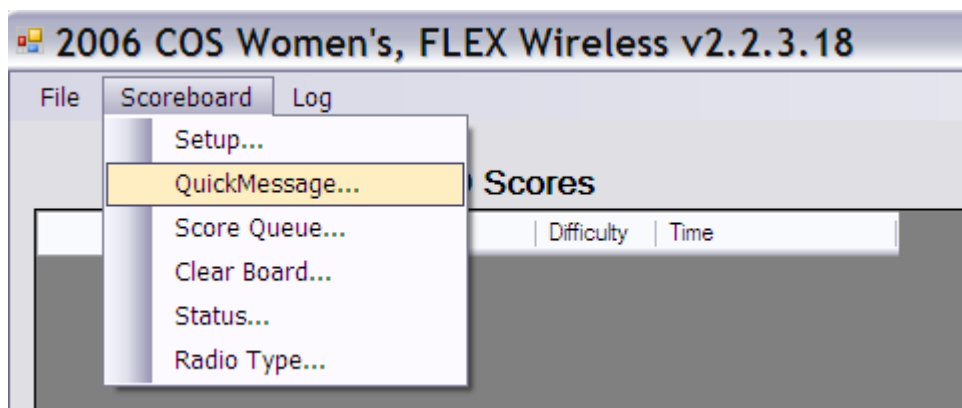 2006 COS Women's, FLEX Wireless v2.2.3.18
File Scoreboard Log
Setup...
QuickMessage...
Scores
Score Queue...
Difficulty Time
Clear Board...
Status...
Radio Type...